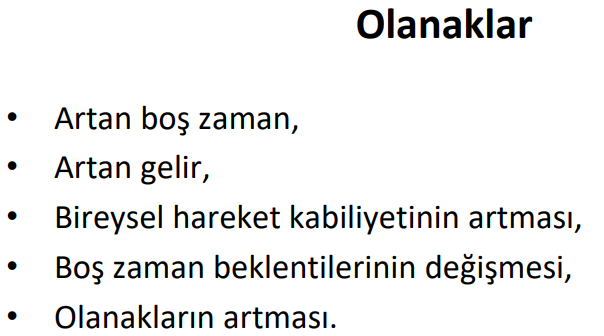 Olanaklar
• Artan boş zaman,
• Artan gelir,
• Bireysel hareket kabiliyetinin artması,
• Boş zaman beklentilerinin değişmesi,
• Olanakların artması.